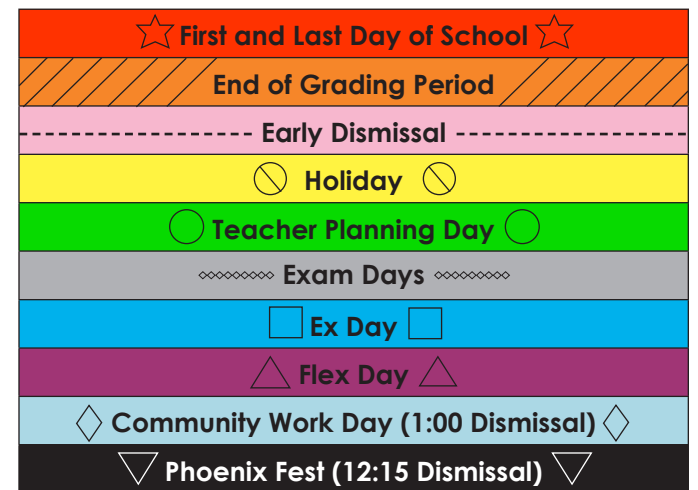 First and Last Day of School
End of Grading Period
Early Dismissal
Holiday
Teacher Planning Day
Exam Days
Ex Day
Flex Day
Community Work Day (1:00 Dismissal)
Phoenix Fest (12:15 Dismissal)